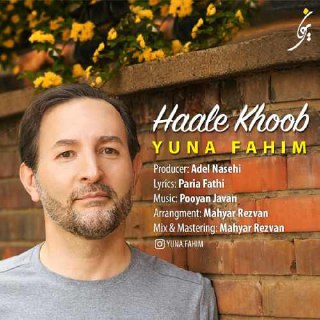 Haale Khoob
YUNA FAHIM
Producer: Adel Nasehi
Lyrics: Paria Fathi
Music: Pooyan Javan
Arrangment: Mahyar Rezvan
Mix & Mastering: Mahyar Rezvan
YUNA.FAHIM